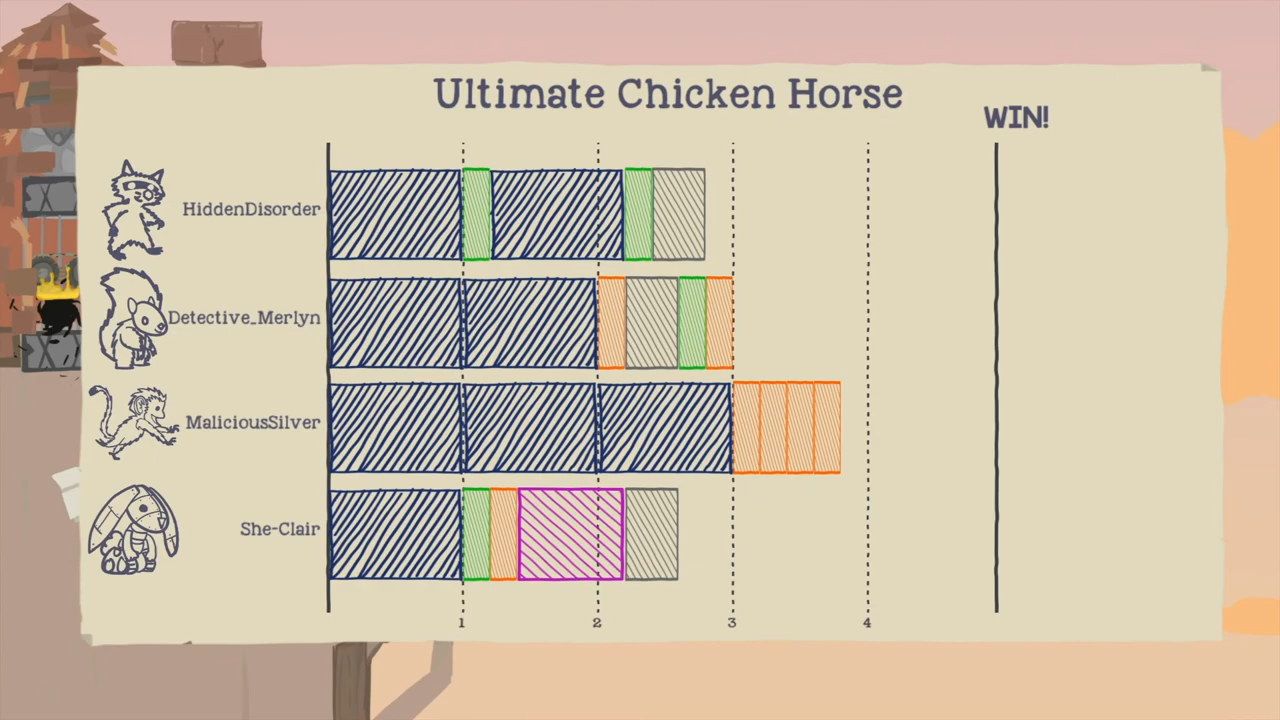 Ultimate Chicken Horse
WIN!
HiddenDisorder
Detective_Merlyn
MaliciousSilver
She-Clair
1 2 3 4